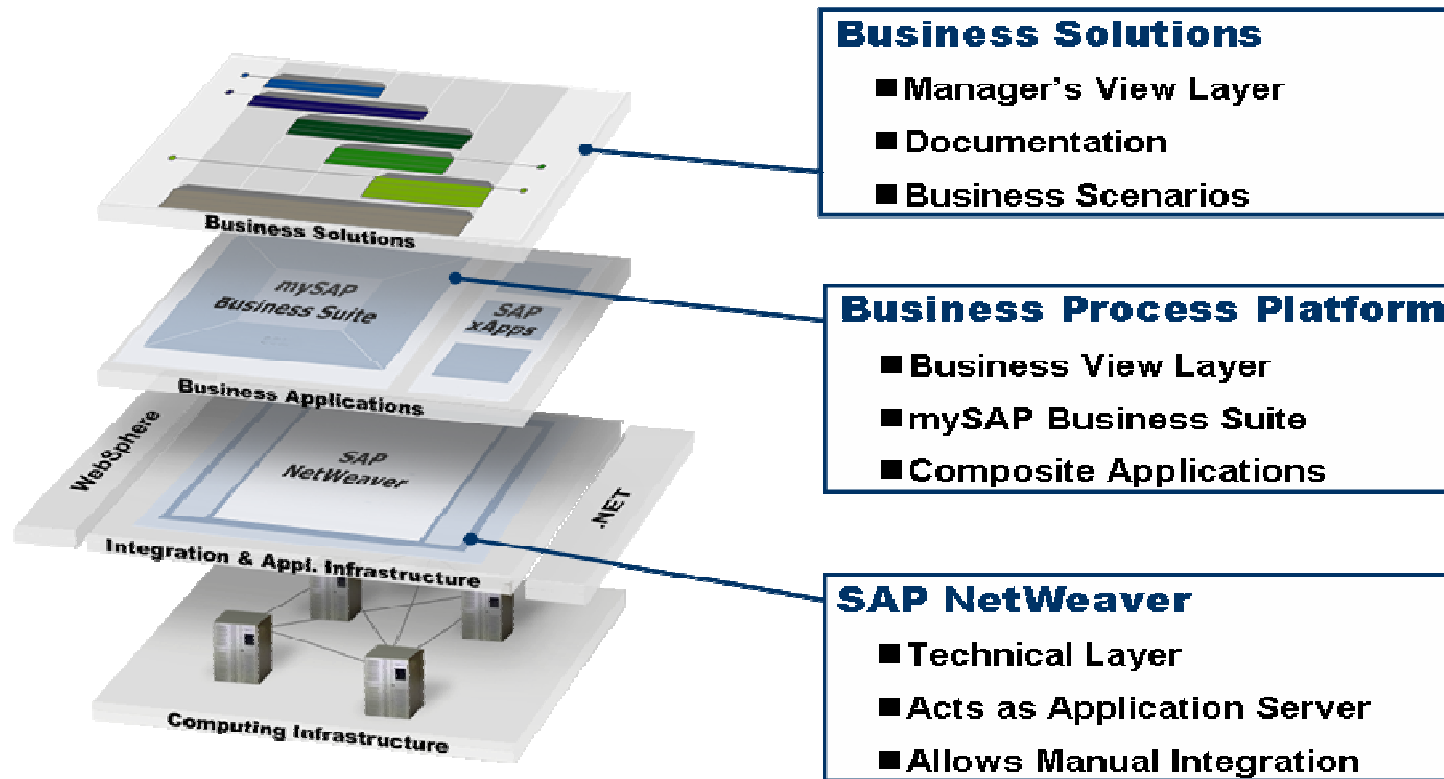 Business Solutions
■ Manager's View Layer
■ Documentation
■ Business Scenarios
Business Solutions
mySAP
Business Suite
SAP
xApps
Business Applications
Business Process Platform
■ Business View Layer
■ mySAP Business Suite
■ Composite Applications
WebSphere
SAP
NetWeaver
.NET
Integration & Appl. Infrastructure
SAP NetWeaver
■ Technical Layer
■ Acts as Application Server
■ Allows Manual Integration
Computing Infrastructure